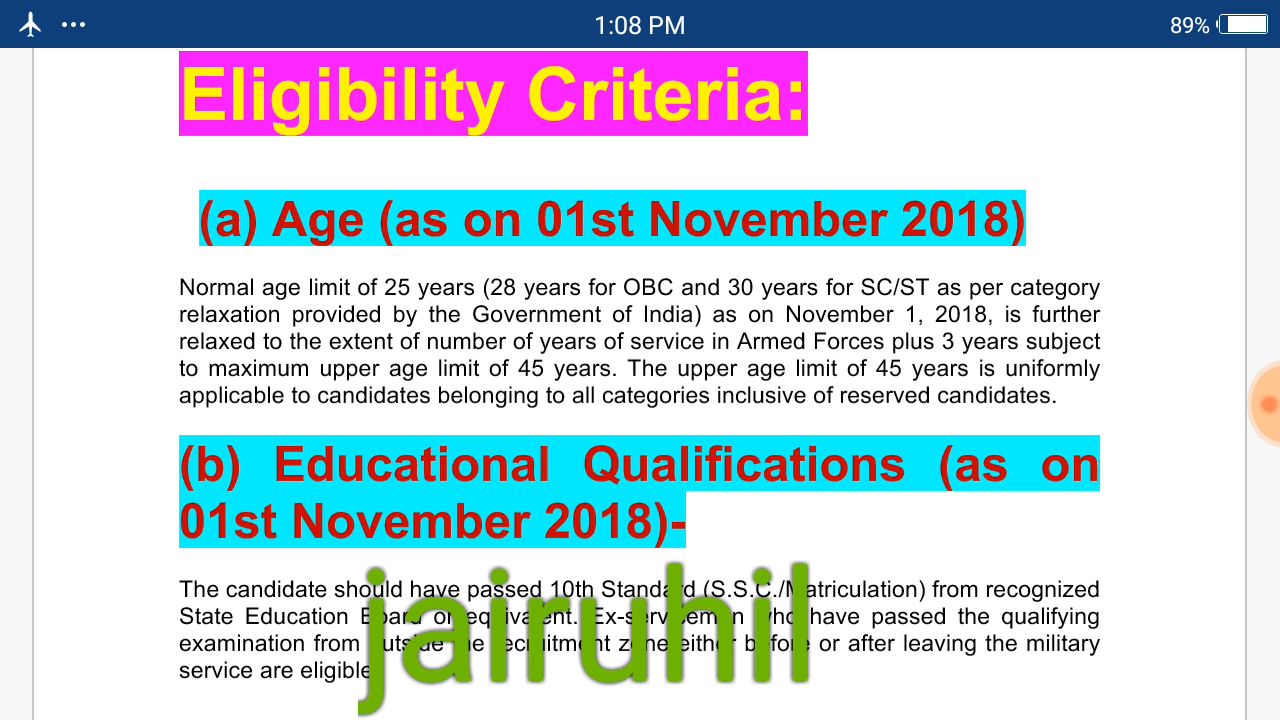 1:08 PM
89%
Eligibility Criteria:
(a) Age (as on 01st November 2018)
Normal age limit of 25 years (28 years for OBC and 30 years for SC/ST as per category
relaxation provided by the Government of India) as on November 1, 2018, is further
relaxed to the extent of number of years of service in Armed Forces plus 3 years subject
to maximum upper age limit of 45 years. The upper age limit of 45 years is uniformly
applicable to candidates belonging to all categories inclusive of reserved candidates.
(b) Educational Qualifications (as on
01st November 2018)-
The candidate should have passed 10th Standard (S.S.C./Matriculation) from recognized
State Education Board or equivalent. Ex-servicemen who have passed the qualifying
examination from outside the recruitment zone either before or after leaving the military
service are eligible
jairuhil